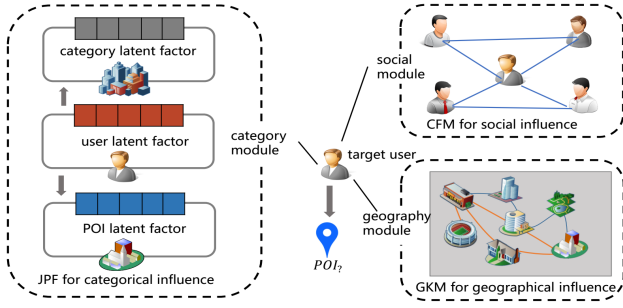 category latent factor
user latent factor
POI latent factor
JPF for categorical influence
category
module
social
module
target user
geography
module
POI?
CFM for social influence
GKM for geographical influence